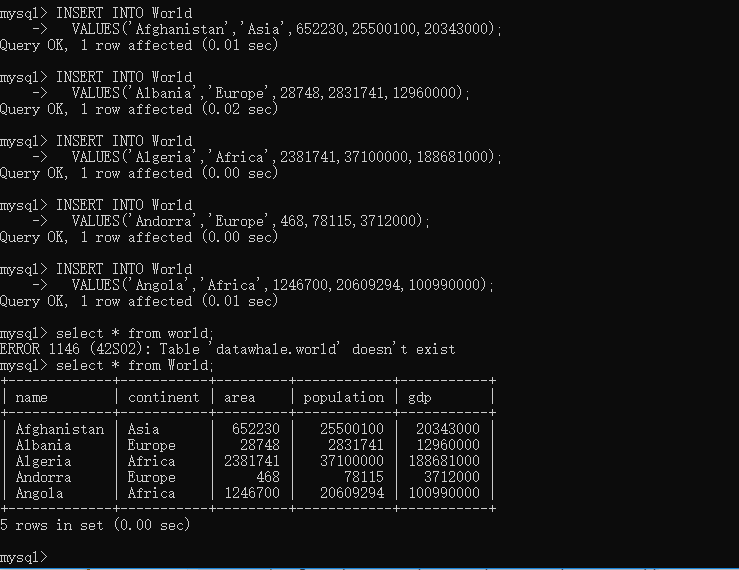 mysql> INSERT INTO World
    ->   VALUES('Afghanistan','Asia',652230,25500100,20343000);
Query OK, 1 row affected (0.01 sec)
mysql> INSERT INTO World
    ->   VALUES('Albania','Europe',28748,2831741,12960000);
Query OK, 1 row affected (0.02 sec)
mysql> INSERT INTO World
    ->   VALUES('Algeria','Africa',2381741,37100000,188681000);
Query OK, 1 row affected (0.00 sec)
mysql> INSERT INTO World
    ->   VALUES('Andorra','Europe',468,78115,3712000);
Query OK, 1 row affected (0.00 sec)
mysql> INSERT INTO World
    ->   VALUES('Angola','Africa',1246700,20609294,100990000);
Query OK, 1 row affected (0.01 sec)
mysql> select * from world;
ERROR 1146 (42S02): Table 'datawhale.world' doesn't exist
mysql> select * from World;
+-------------+-----------+---------+------------+-----------+
| name        | continent | area    | population | gdp       |
+-------------+-----------+---------+------------+-----------+
| Afghanistan | Asia      |  652230 |   25500100 |  20343000 |
| Albania     | Europe    |   28748 |    2831741 |  12960000 |
| Algeria     | Africa    | 2381741 |   37100000 | 188681000 |
| Andorra     | Europe    |     468 |      78115 |   3712000 |
| Angola      | Africa    | 1246700 |   20609294 | 100990000 |
+-------------+-----------+---------+------------+-----------+
5 rows in set (0.00 sec)
mysql>